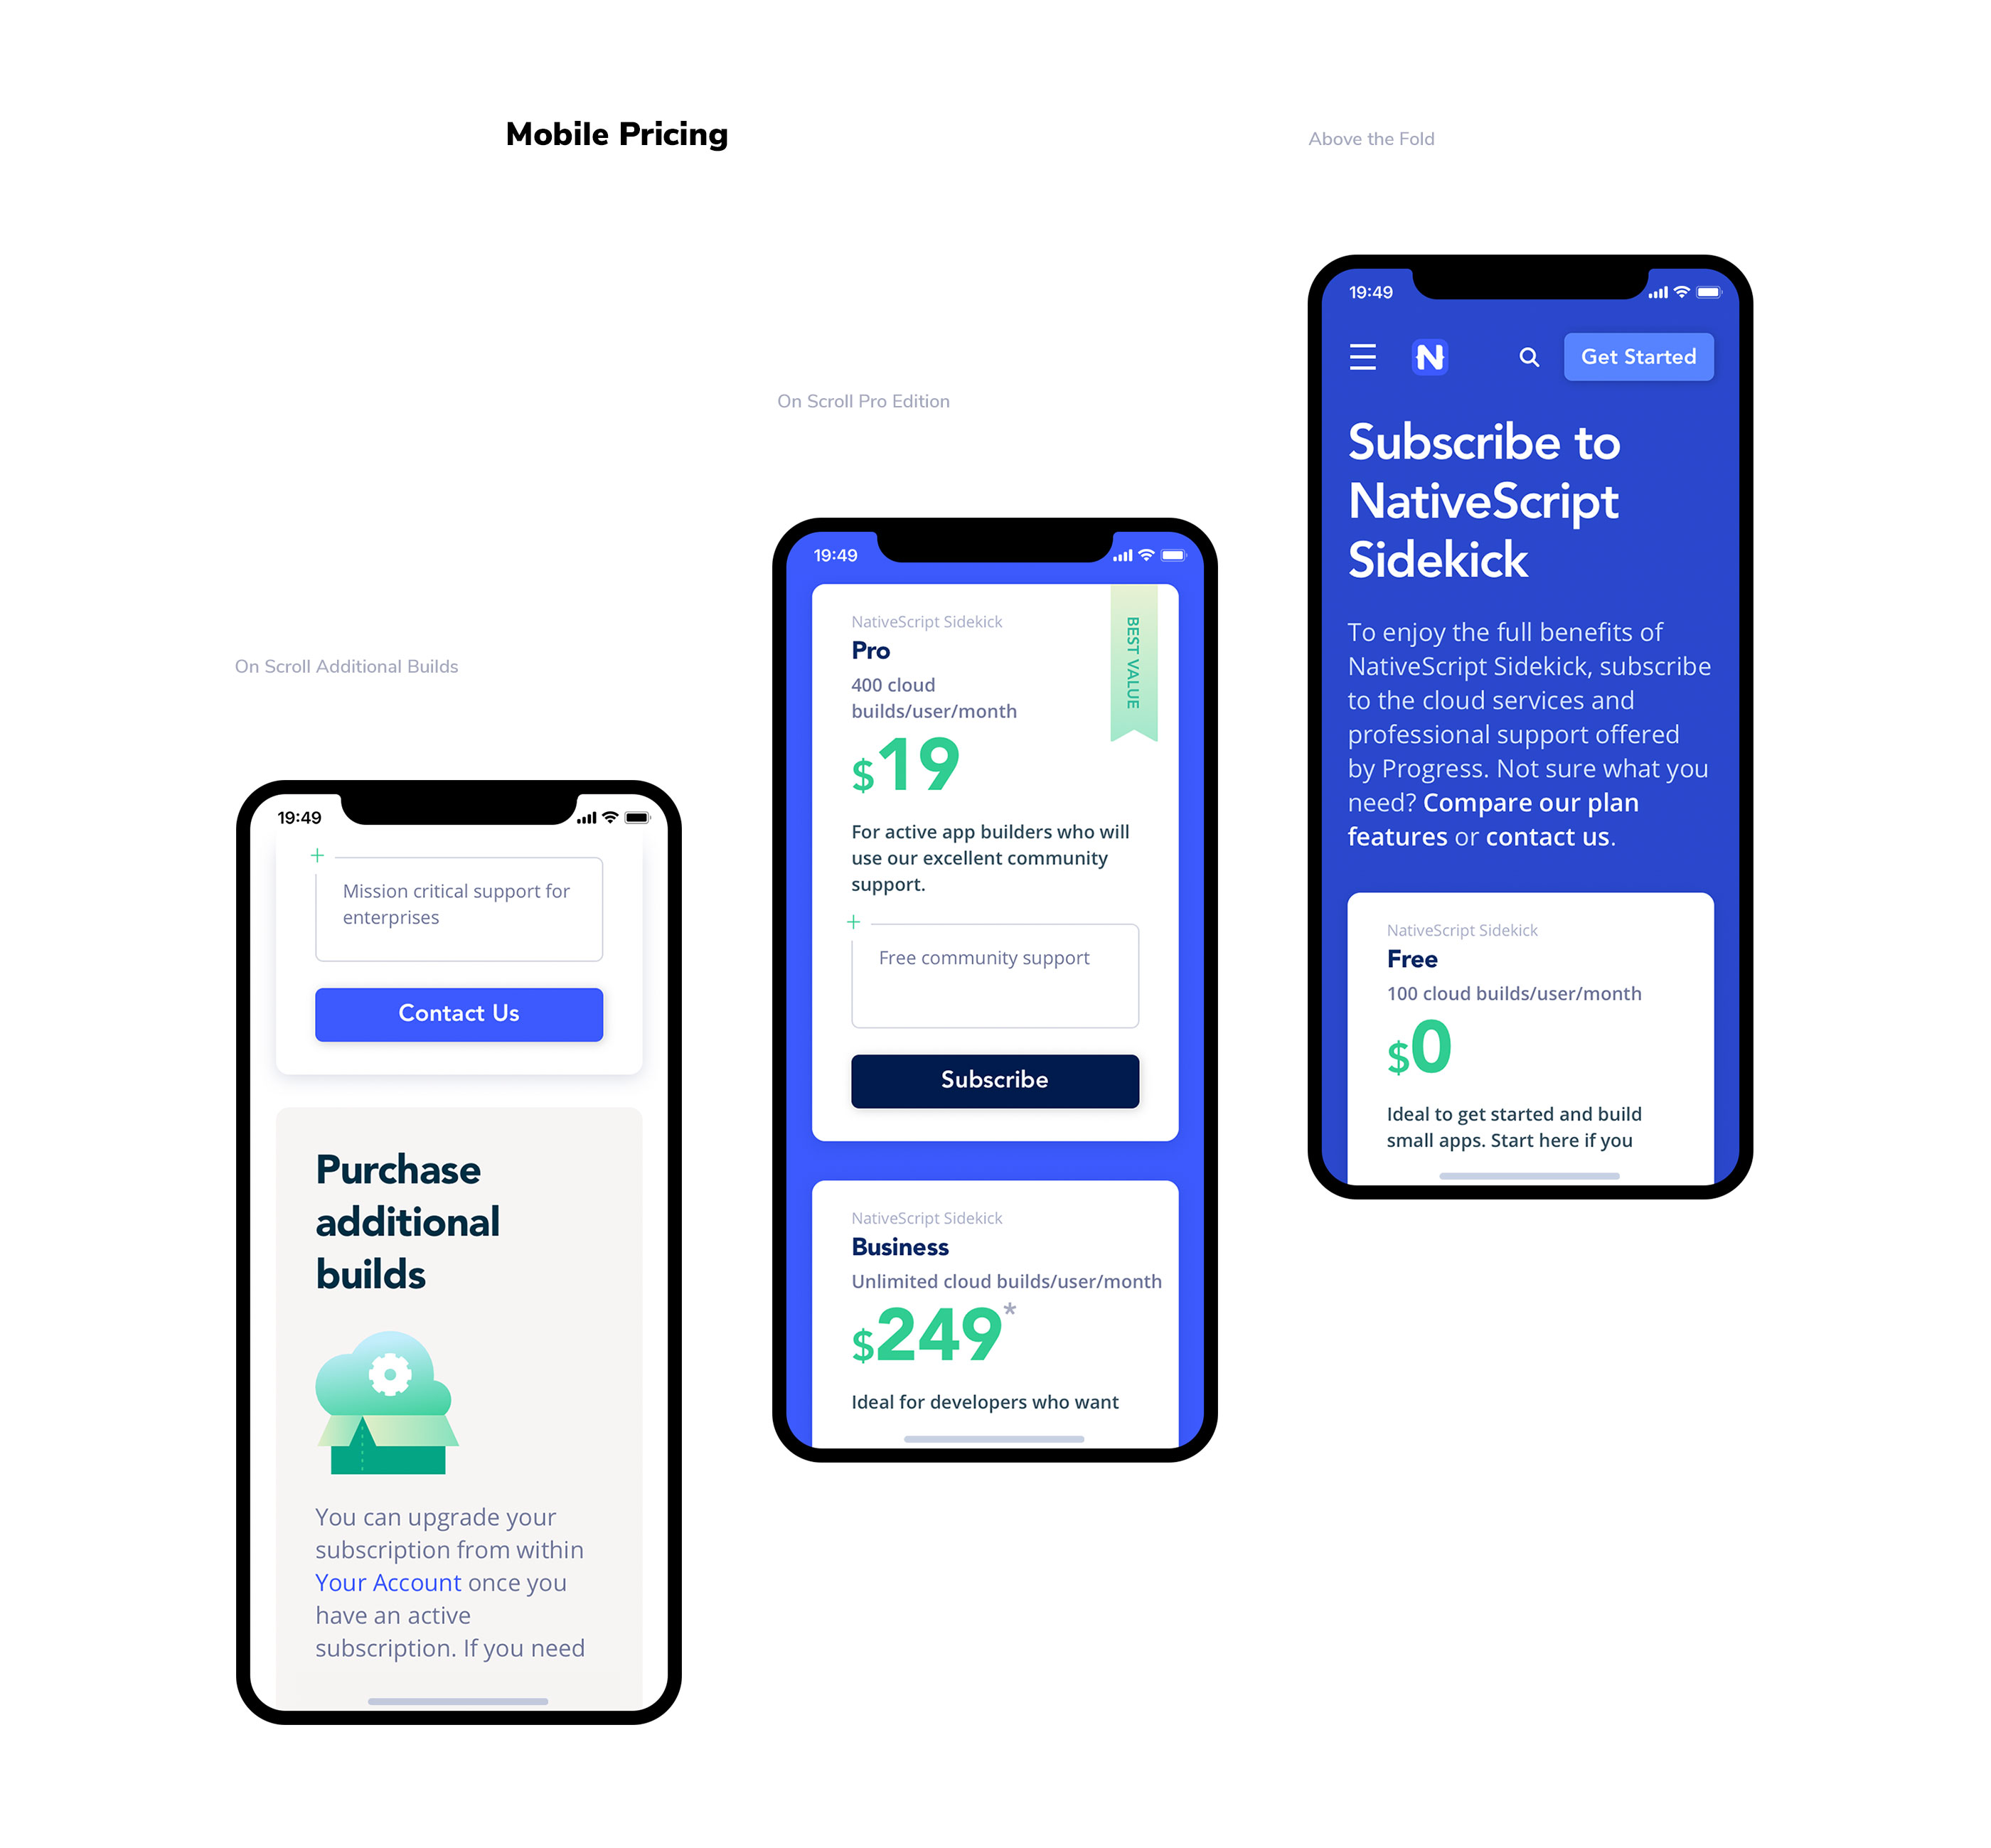 Mobile Pricing
Above the Fold
19:49
N
Get Started
Subscribe to
NativeScript
Sidekick
To enjoy the full benefits of
NativeScript Sidekick, subscribe
to the cloud services and
professional support offered
by Progress. Not sure what you
need? Compare our plan
features or contact us.
NativeScript Sidekick
Free
100 cloud builds/user/month
$0
Ideal to get started and build
small apps. Start here if you
On Scroll Pro Edition
19:49
NativeScript Sidekick
Pro
400 cloud
builds/user/month
$19
BEST VALUE
For active app builders who will
use our excellent community
support.
+
Free community support
Subscribe
NativeScript Sidekick
Business
Unlimited cloud builds/user/month
$249*
Ideal for developers who want
On Scroll Additional Builds
19:49
+
Mission critical support for
enterprises
Contact Us
Purchase
additional
builds
You can upgrade your
subscription from within
Your Account once you
have an active
subscription. If you need